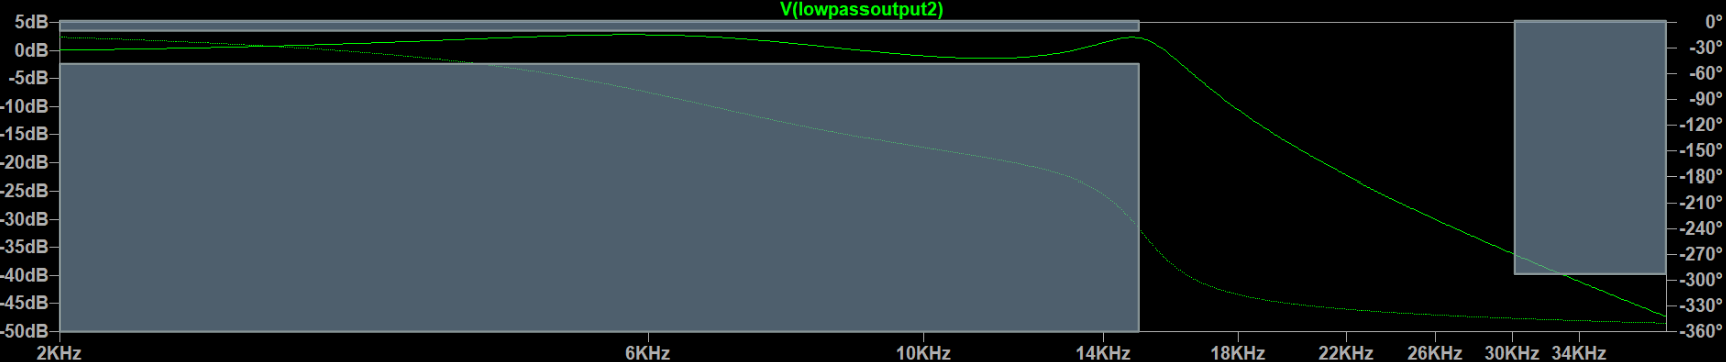 V(lowpassoutput2)
5dB
0dB
-5dB
-10dB
-15dB
-20dB
-25dB
-30dB
-35dB
-40dB
-45dB
-50dB
0°
-30°
-60°
-90°
-120°
-150°
-180°
-210°
-240°
-270°
-300°
-330°
-360°
2KHz 6KHz 10KHz 14KHz 18KHz 22KHz 26KHz 30KHz 34KHz